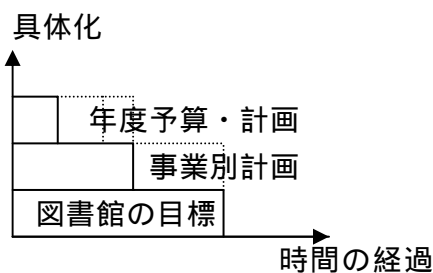 具体化
年度予算・計画
事業別計画
図書館の目標
時間の経過